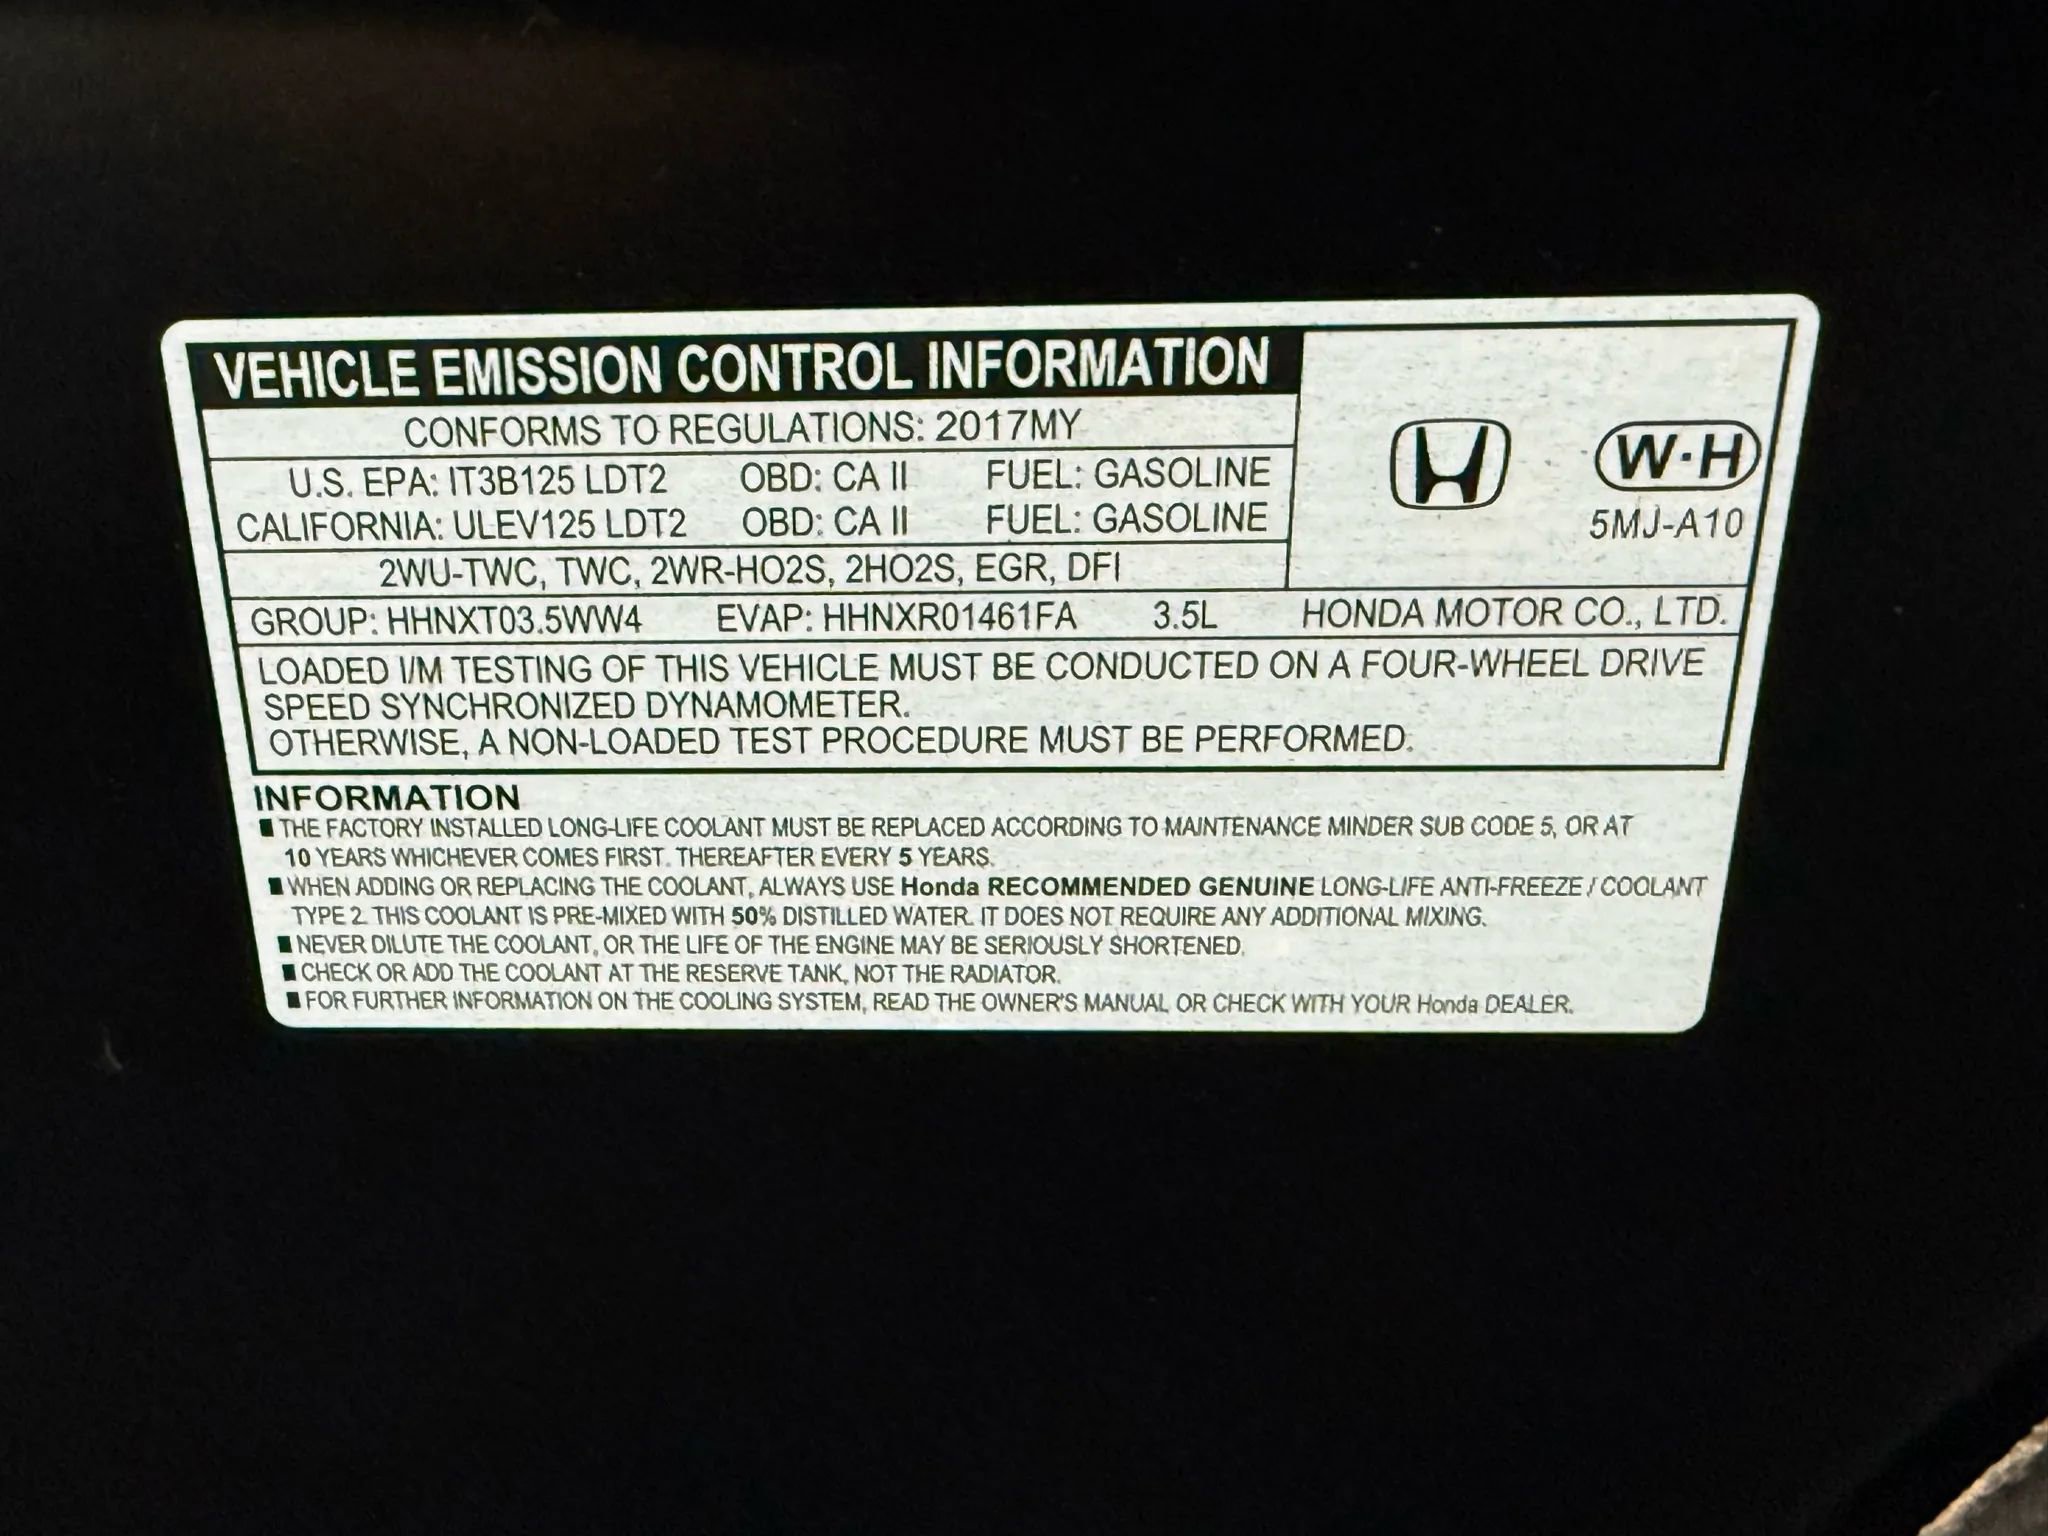 VEHICLE EMISSION CONTROL INFORMATION
CONFORMS TO REGULATIONS: 2017MY
U.S. EPA: IT3B125 LDT2 OBD: CA II FUEL: GASOLINE
CALIFORNIA: ULEV125 LDT2 OBD: CA II FUEL: GASOLINE
2WU-TWC, TWC, 2WR-HO2S, 2HO2S, EGR, DFI
W·H
5MJ-A10
GROUP: HHNXT03.5WW4 EVAP: HHNXR01461FA 3.5L HONDA MOTOR CO., LTD.
LOADED I/M TESTING OF THIS VEHICLE MUST BE CONDUCTED ON A FOUR-WHEEL DRIVE
SPEED SYNCHRONIZED DYNAMOMETER.
OTHERWISE, A NON-LOADED TEST PROCEDURE MUST BE PERFORMED.
INFORMATION
■ THE FACTORY INSTALLED LONG-LIFE COOLANT MUST BE REPLACED ACCORDING TO MAINTENANCE MINDER SUB CODE 5, OR AT
10 YEARS WHICHEVER COMES FIRST. THEREAFTER EVERY 5 YEARS.
■ WHEN ADDING OR REPLACING THE COOLANT, ALWAYS USE Honda RECOMMENDED GENUINE LONG-LIFE ANTI-FREEZE / COOLANT
TYPE 2. THIS COOLANT IS PRE-MIXED WITH 50% DISTILLED WATER. IT DOES NOT REQUIRE ANY ADDITIONAL MIXING.
■ NEVER DILUTE THE COOLANT, OR THE LIFE OF THE ENGINE MAY BE SERIOUSLY SHORTENED.
■ CHECK OR ADD THE COOLANT AT THE RESERVE TANK, NOT THE RADIATOR.
■ FOR FURTHER INFORMATION ON THE COOLING SYSTEM, READ THE OWNER'S MANUAL OR CHECK WITH YOUR Honda DEALER.